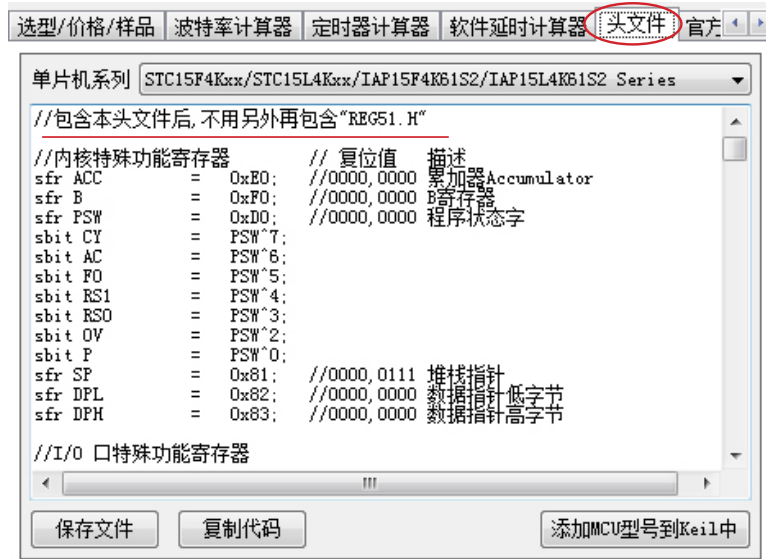 选型/价格/样品 波特率计算器 定时器计算器 软件延时计算器 头文件 官方
单片机系列 STC15F4Kxx/STC15L4Kxx/IAP15F4K61S2/IAP15L4K61S2 Series
//包含本头文件后,不用另外再包含"REG51.H"
//内核特殊功能寄存器 // 复位值 描述
sfr ACC = 0xE0; //0000,0000 累加器Accumulator
sfr B = 0xF0; //0000,0000 B寄存器
sfr PSW = 0xD0; //0000,0000 程序状态字
sbit CY = PSW^7;
sbit AC = PSW^6;
sbit F0 = PSW^5;
sbit RS1 = PSW^4;
sbit RS0 = PSW^3;
sbit OV = PSW^2;
sbit P = PSW^0;
sfr SP = 0x81; //0000,0111 堆栈指针
sfr DPL = 0x82; //0000,0000 数据指针低字节
sfr DPH = 0x83; //0000,0000 数据指针高字节
//I/O 口特殊功能寄存器
保存文件 复制代码 添加MCU型号到Keil中